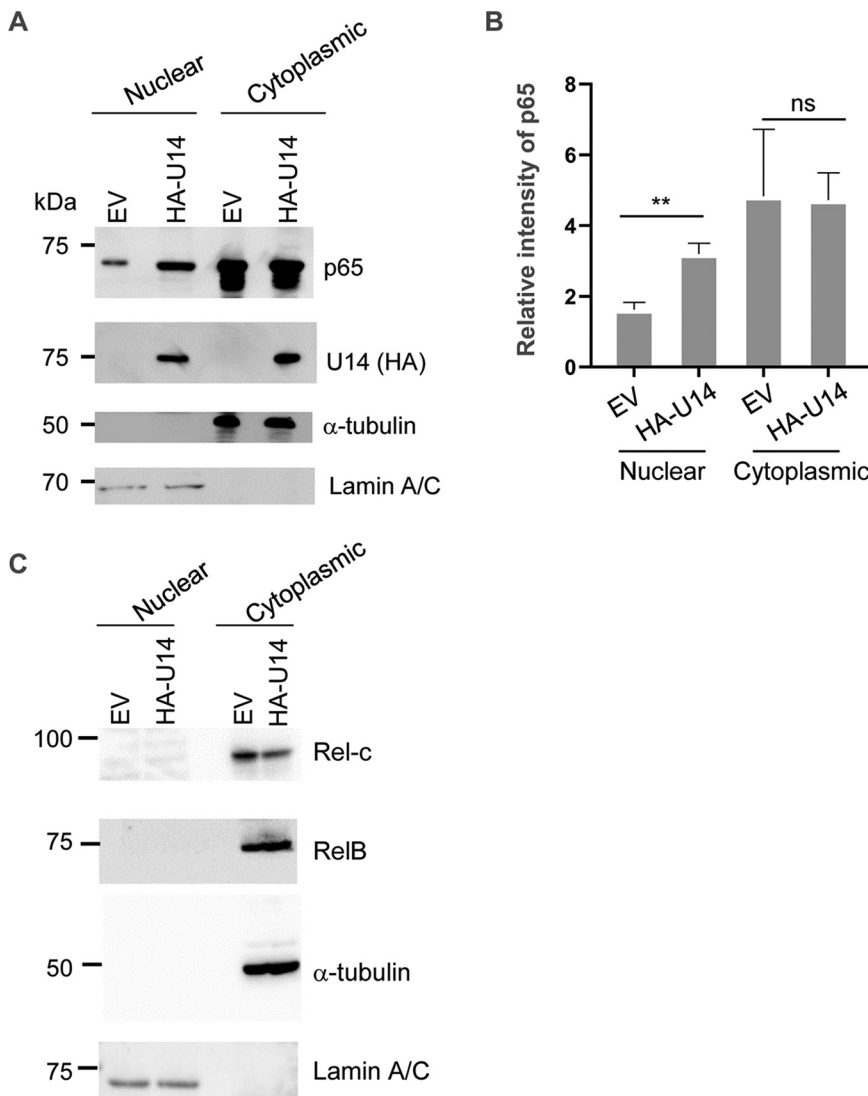 A
Nuclear Cytoplasmic
kDa EV HA-U14 EV HA-U14
75 p65
75 U14 (HA)
50 α-tubulin
70 Lamin A/C
B
Relative intensity of p65
8
6
4
2
0
** ns
EV HA-U14 EV HA-U14
Nuclear Cytoplasmic
C
Nuclear Cytoplasmic
EV HA-U14 EV HA-U14
100 Rel-c
75 RelB
50 α-tubulin
75 Lamin A/C